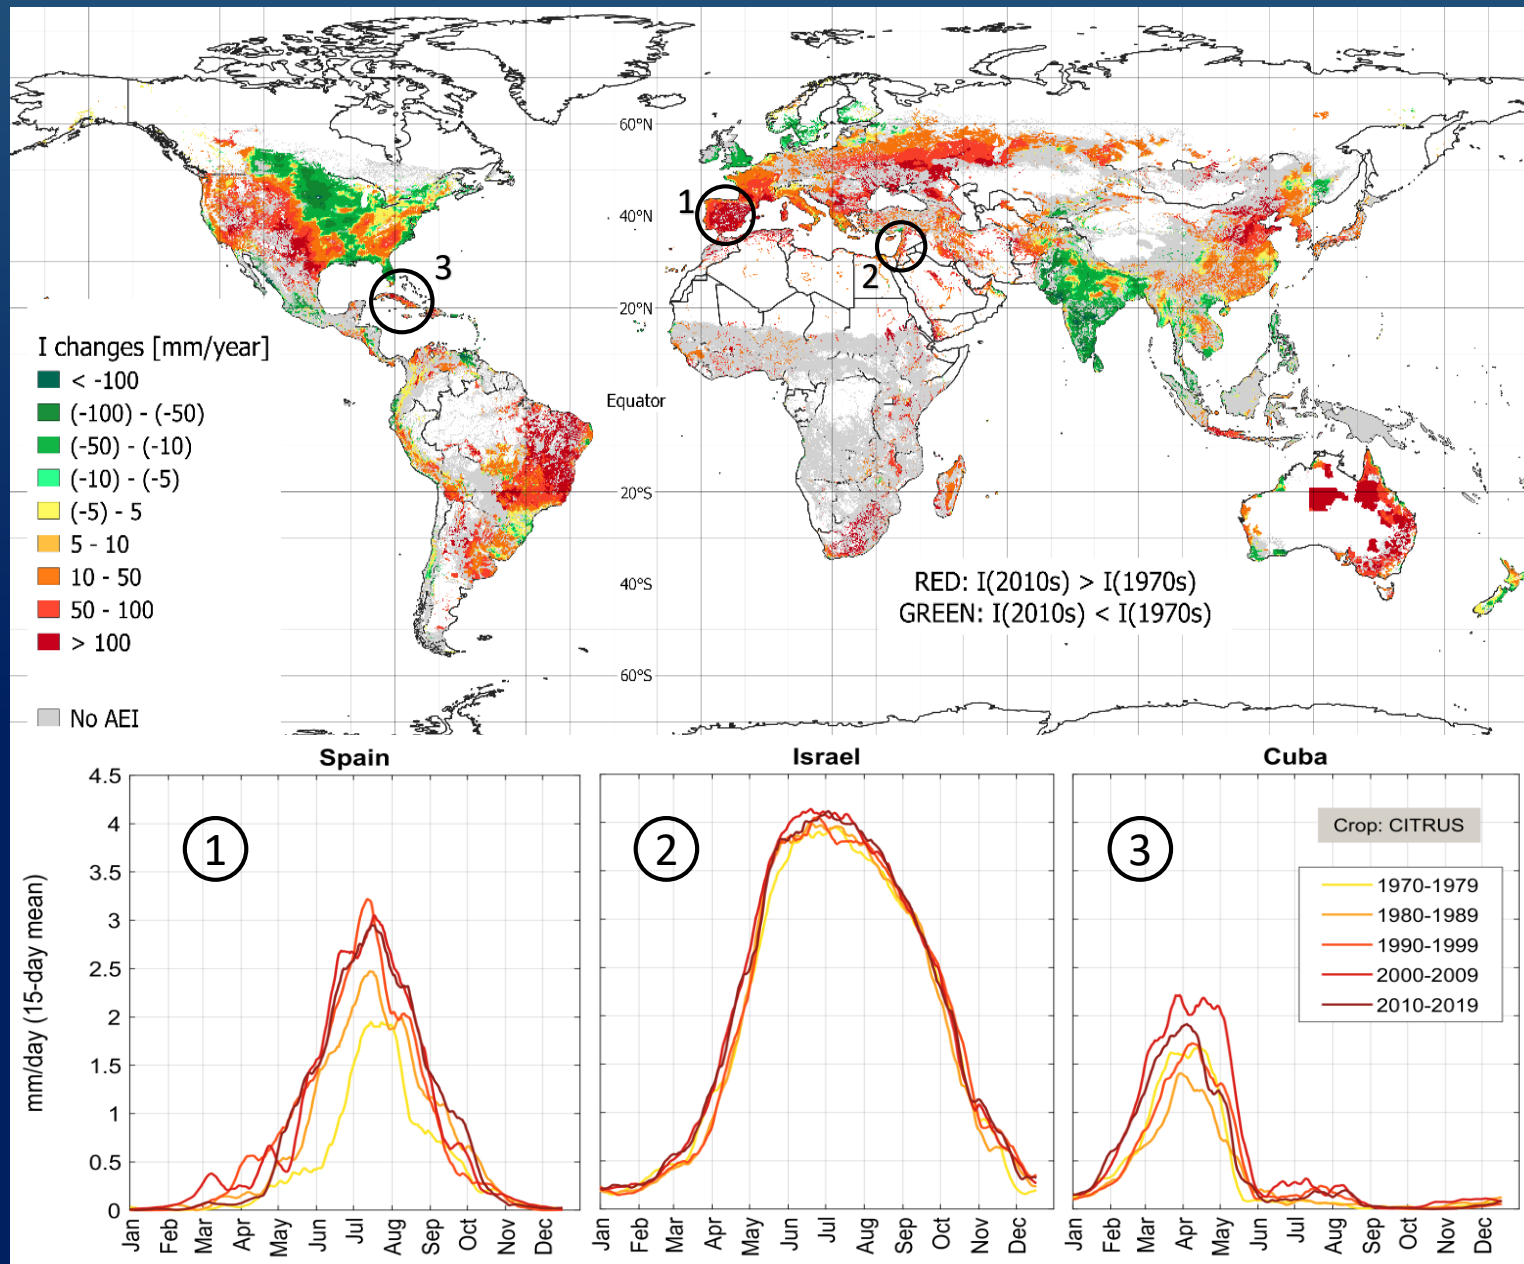 60°N
1
40°N
2
3
20°N
I changes [mm/year]
< -100
(-100) - (-50)
(-50) - (-10)
(-10) - (-5)
(-5) - 5
5 - 10
10 - 50
50 - 100
> 100
No AEI
Equator
20°S
40°S
60°S
RED: I(2010s) > I(1970s)
GREEN: I(2010s) < I(1970s)
Spain
Israel
Cuba
mm/day (15-day mean)
4.5
4
3.5
3
2.5
2
1.5
1
0.5
0
1
2
3
Crop: CITRUS
1970-1979
1980-1989
1990-1999
2000-2009
2010-2019
Jan Feb Mar Apr May Jun Jul Aug Sep Oct Nov Dec
Jan Feb Mar Apr May Jun Jul Aug Sep Oct Nov Dec
Jan Feb Mar Apr May Jun Jul Aug Sep Oct Nov Dec